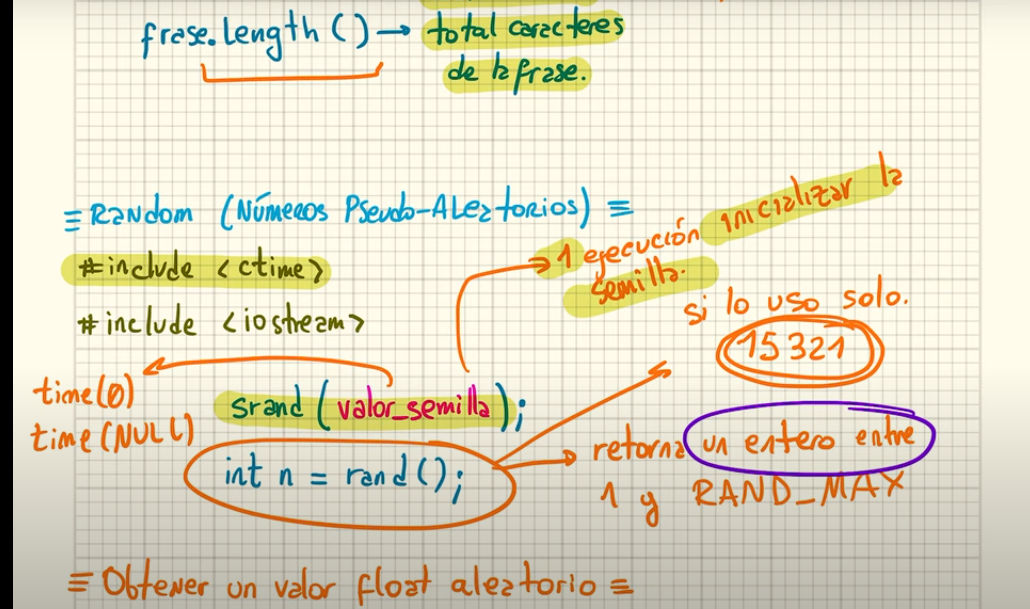 frase.length() → total caracteres
de la frase.
≡ Random (Números Pseudo-Aleatorios) ≡
#include <ctime>
#include <iostream>
1 ejecución inicializar la
semilla.
si lo uso solo.
15321
time(0)
time(NULL)
srand(valor_semilla);
int n = rand();
retorna un entero entre
1 y RAND_MAX
≡ Obtener un valor float aleatorio ≡